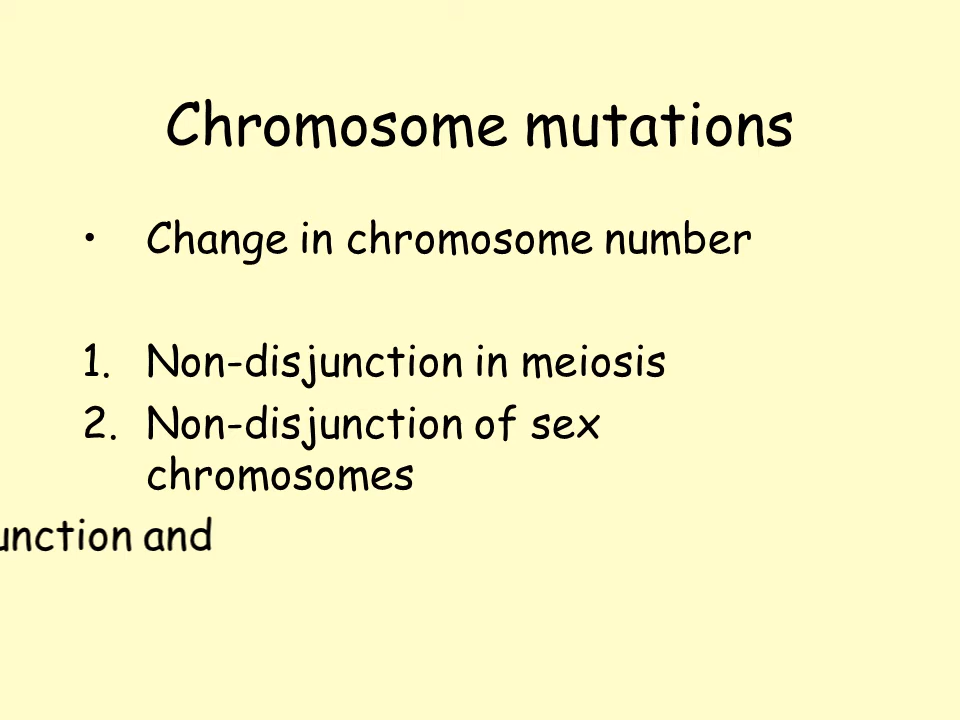 Chromosome mutations
• Change in chromosome number
1. Non-disjunction in meiosis
2. Non-disjunction of sex
chromosomes
unction and